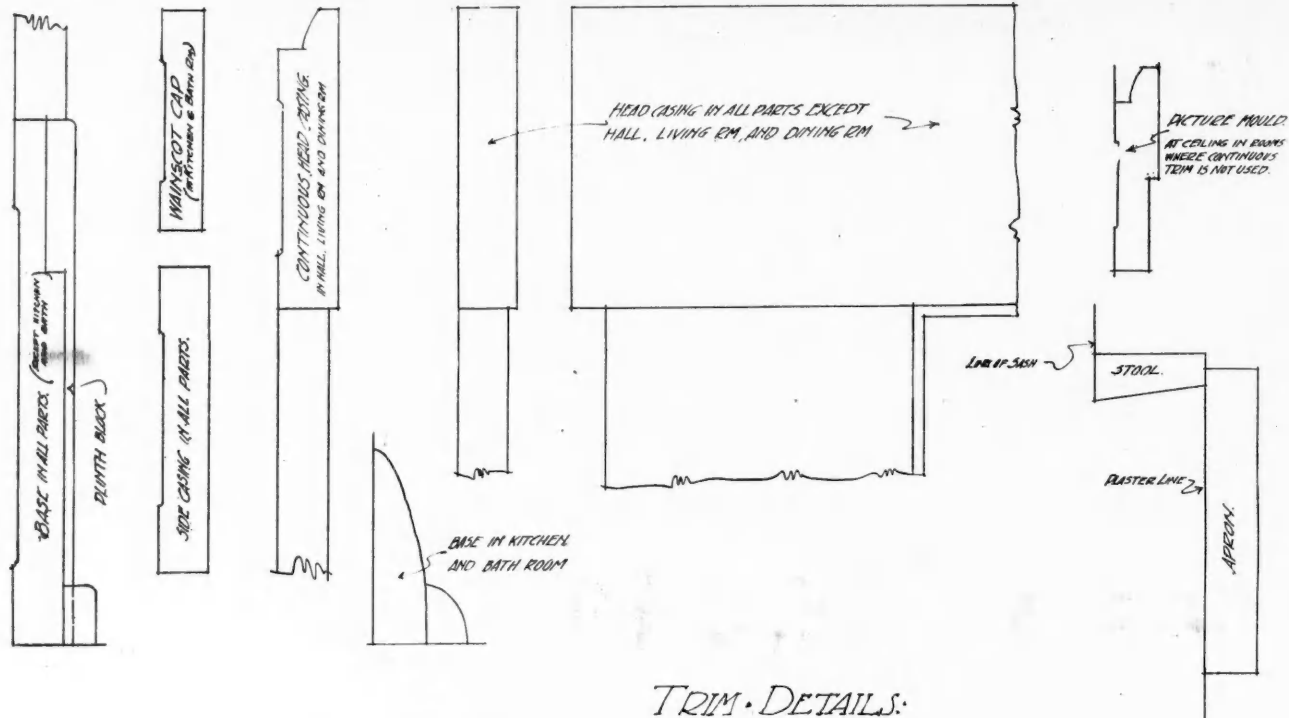 BASE IN ALL PARTS. (EXCEPT KITCHEN
AND BATH)
PLINTH BLOCK
WAINSCOT CAP
(IN KITCHEN & BATH RM)
SIDE CASING IN ALL PARTS.
CONTINUOUS HEAD-CASING.
IN HALL, LIVING RM AND DINING RM
BASE IN KITCHEN
AND BATH ROOM
HEAD CASING IN ALL PARTS EXCEPT
HALL, LIVING RM, AND DINING RM
PICTURE MOULD.
AT CEILING IN ROOMS
WHERE CONTINUOUS
TRIM IS NOT USED.
LINE OF SASH
STOOL.
PLASTER LINE
APRON.
TRIM·DETAILS: